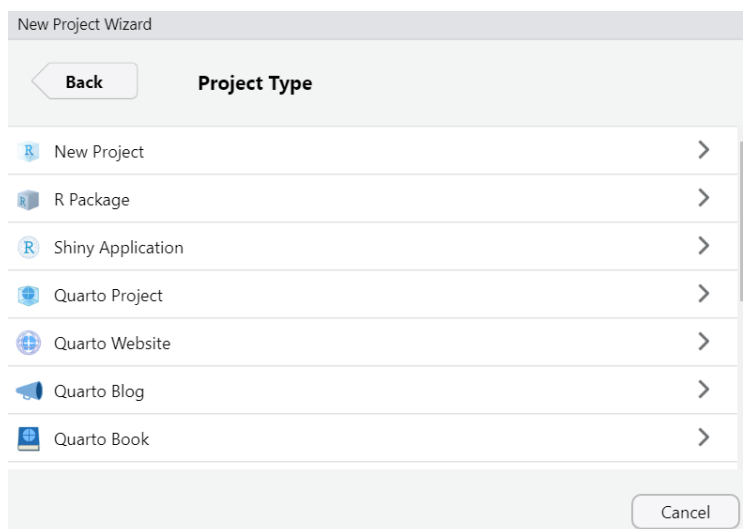 New Project Wizard
Back
Project Type
R New Project
R R Package
R Shiny Application
Quarto Project
Quarto Website
Quarto Blog
Quarto Book
Cancel